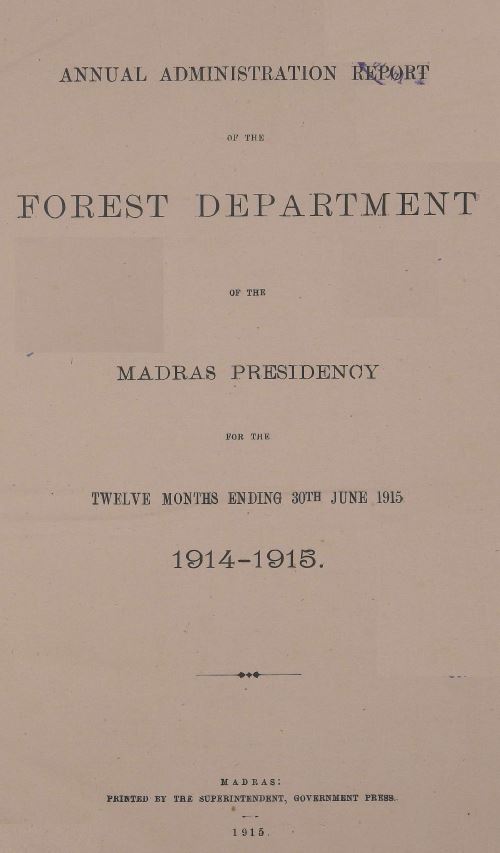 ANNUAL ADMINISTRATION REPORT
OF THE
FOREST DEPARTMENT
OF THE
MADRAS PRESIDENCY
FOR THE
TWELVE MONTHS ENDING 30TH JUNE 1915
1914-1915.
MADRAS:
PRINTED BY THE SUPERINTENDENT, GOVERNMENT PRESS.
1915.